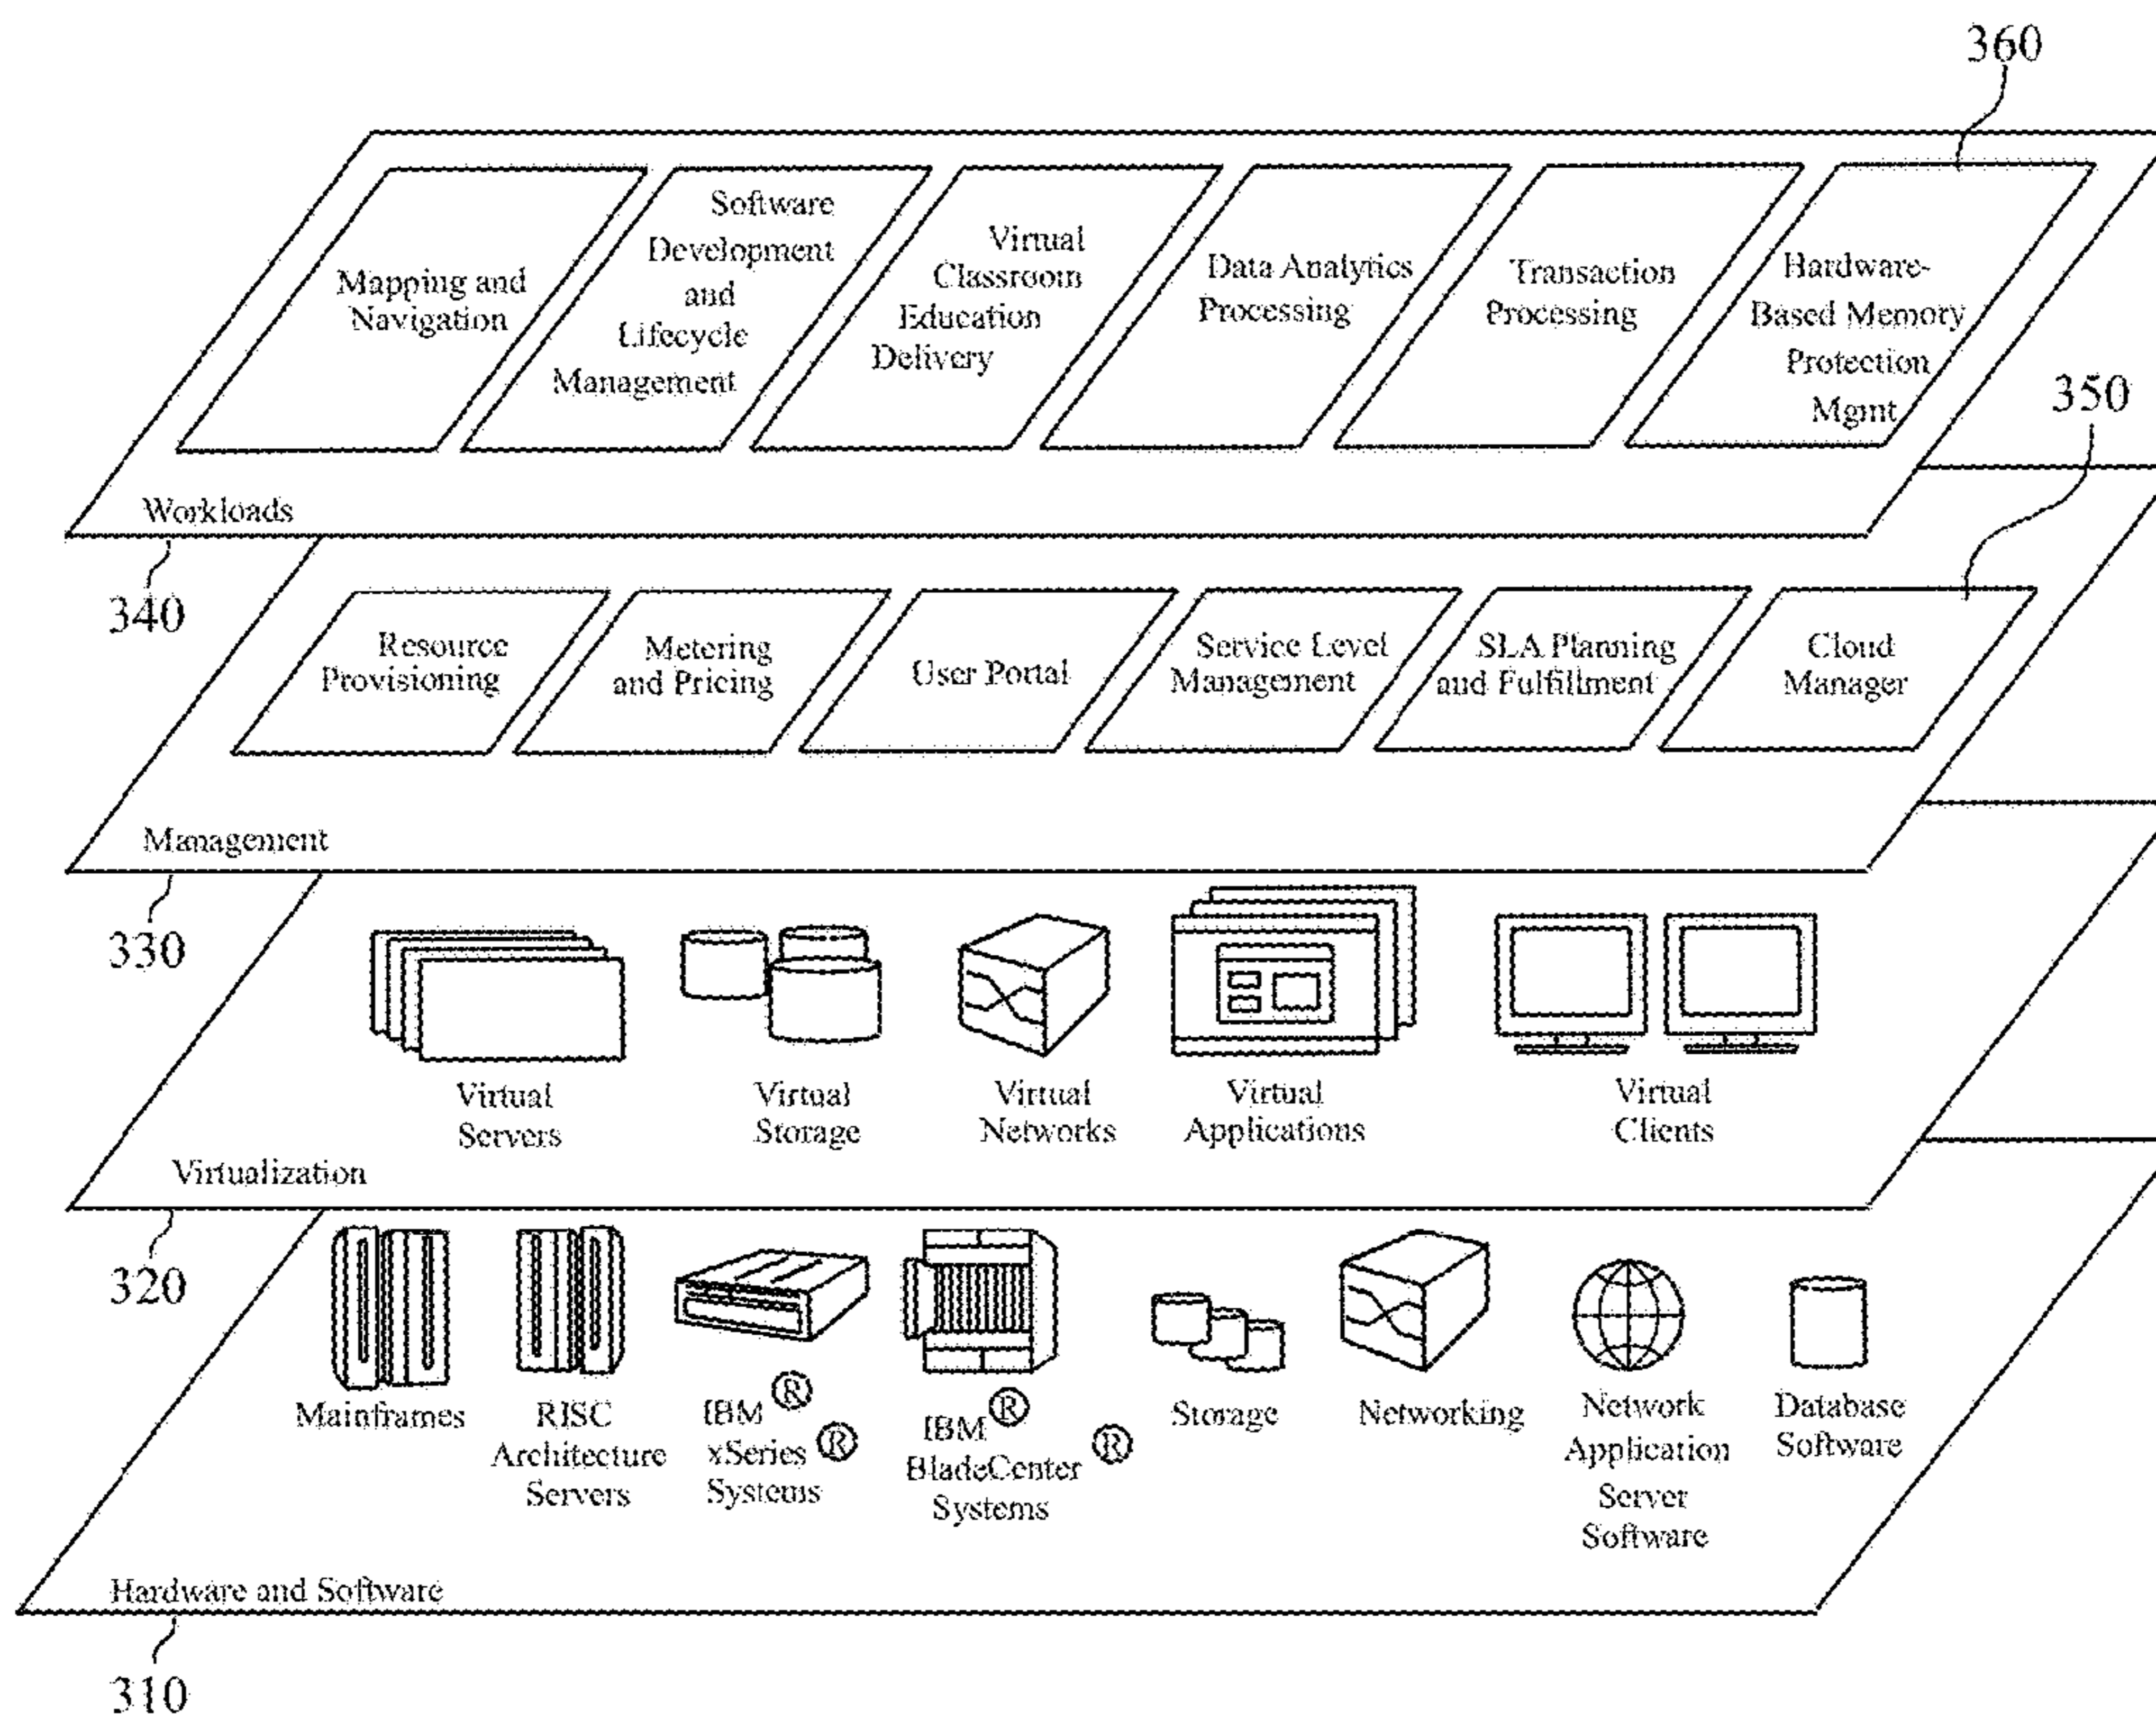 360
Mapping and
Navigation
Software
Development
and
Lifecycle
Management
Virtual
Classroom
Education
Delivery
Data Analytics
Processing
Transaction
Processing
Hardware-
Based Memory
Protection
Mgmt
350
Workloads
340
Resource
Provisioning
Metering
and Pricing
User Portal
Service Level
Management
SLA Planning
and Fulfillment
Cloud
Manager
Management
330
Virtual
Servers
Virtual
Storage
Virtual
Networks
Virtual
Applications
Virtual
Clients
Virtualization
320
Mainframes
RISC
Architecture
Servers
IBM ®
xSeries ®
Systems
IBM ®
BladeCenter ®
Systems
Storage
Networking
Network
Application
Server
Software
Database
Software
Hardware and Software
310